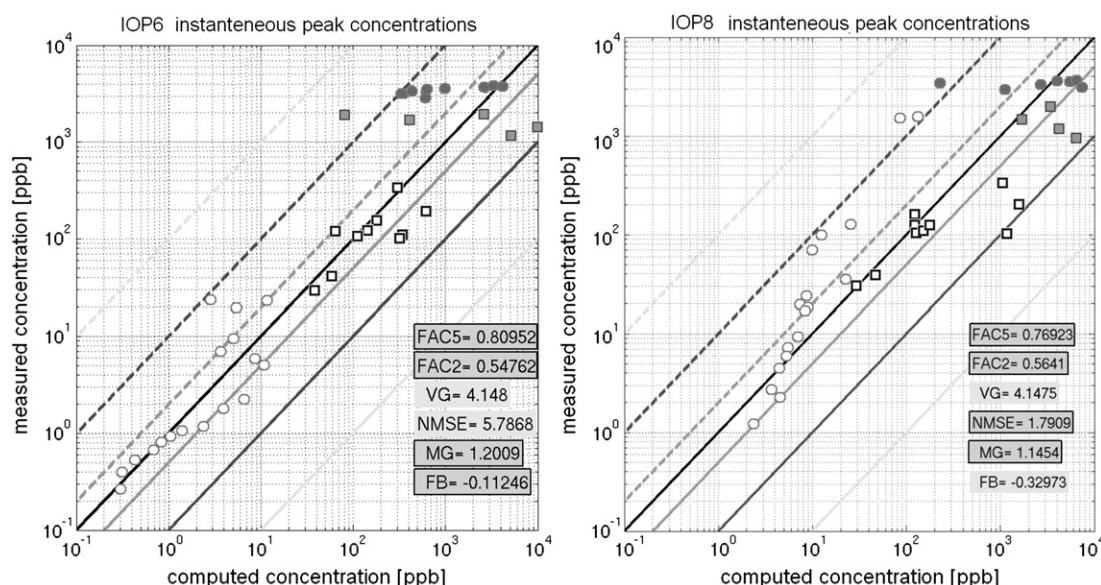 IOP6 instanteneous peak concentrations
10^4
10^3
10^2
10^1
10^0
10^-1
measured concentration [ppb]
FAC5= 0.80952
FAC2= 0.54762
VG= 4.148
NMSE= 5.7868
MG= 1.2009
FB= -0.11246
10^-1 10^0 10^1 10^2 10^3 10^4
computed concentration [ppb]
IOP8 instanteneous peak concentrations
10^4
10^3
10^2
10^1
10^0
10^-1
measured concentration [ppb]
FAC5= 0.76923
FAC2= 0.5641
VG= 4.1475
NMSE= 1.7909
MG= 1.1454
FB= -0.32973
10^-1 10^0 10^1 10^2 10^3 10^4
computed concentration [ppb]